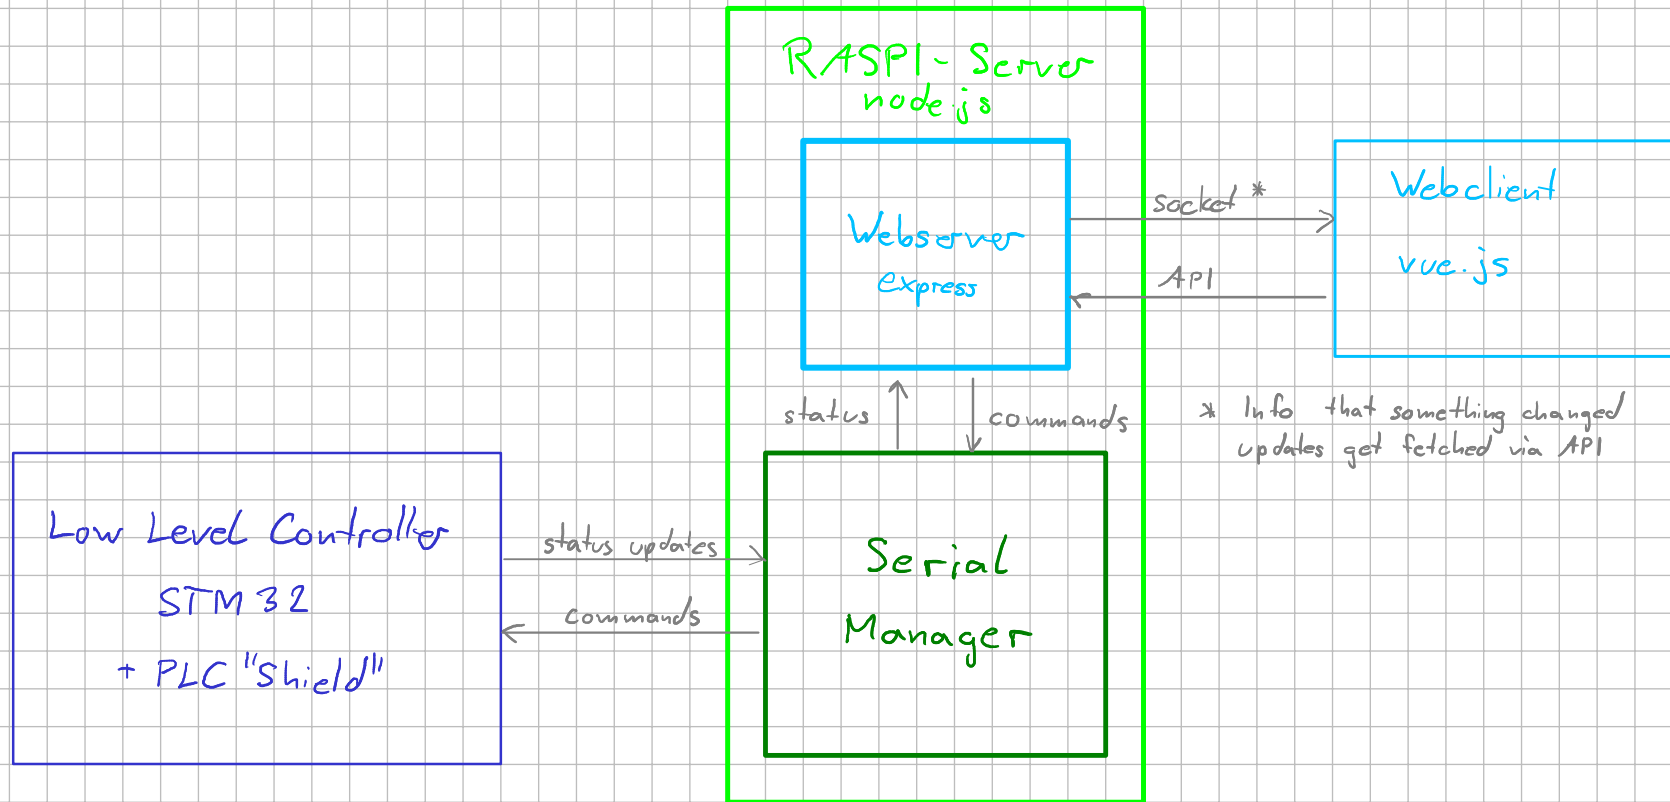 RASPI-Server
node.js
Webserver
express
socket *
API
Webclient
vue.js
status
commands
* Info that something changed
updates get fetched via API
Low Level Controller
STM32
+ PLC "Shield"
status updates
commands
Serial
Manager